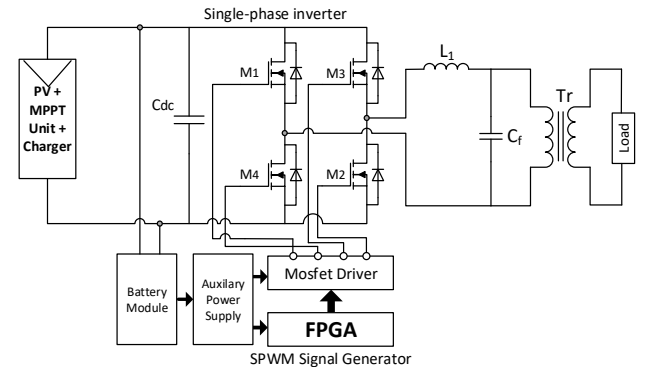 Single-phase inverter
PV +
MPPT
Unit +
Charger
Cdc
M1
M3
M4
M2
L1
Cf
Tr
Load
Battery
Module
Auxilary
Power
Supply
Mosfet Driver
FPGA
SPWM Signal Generator